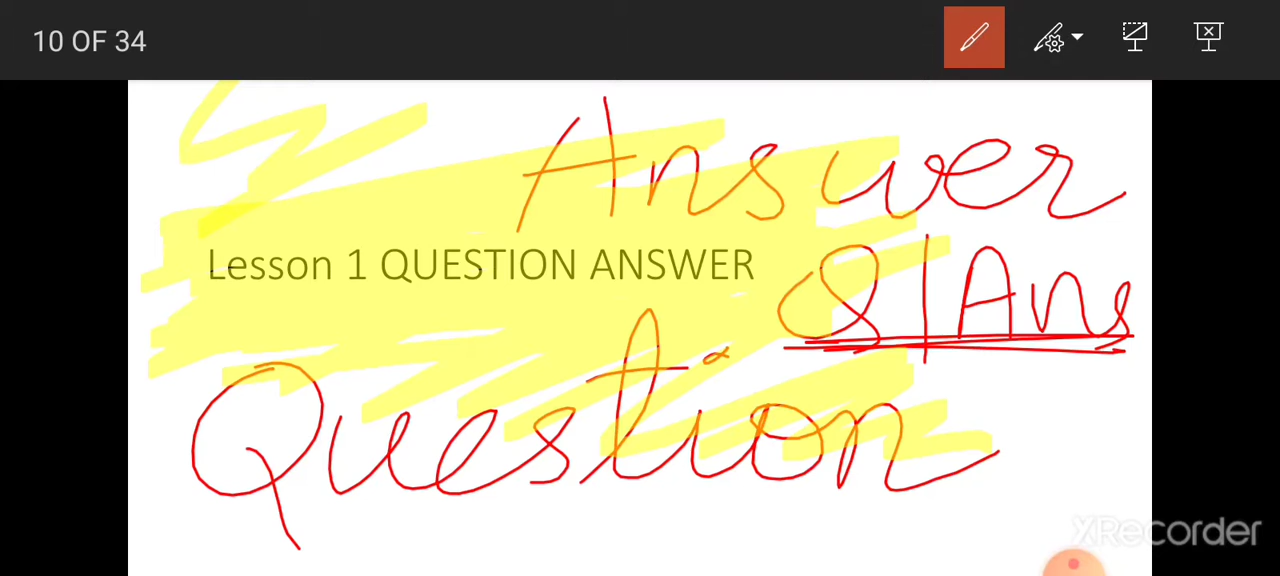 10 OF 34
Answer
Lesson 1 QUESTION ANSWER
Q|Ans
Question
XRecorder